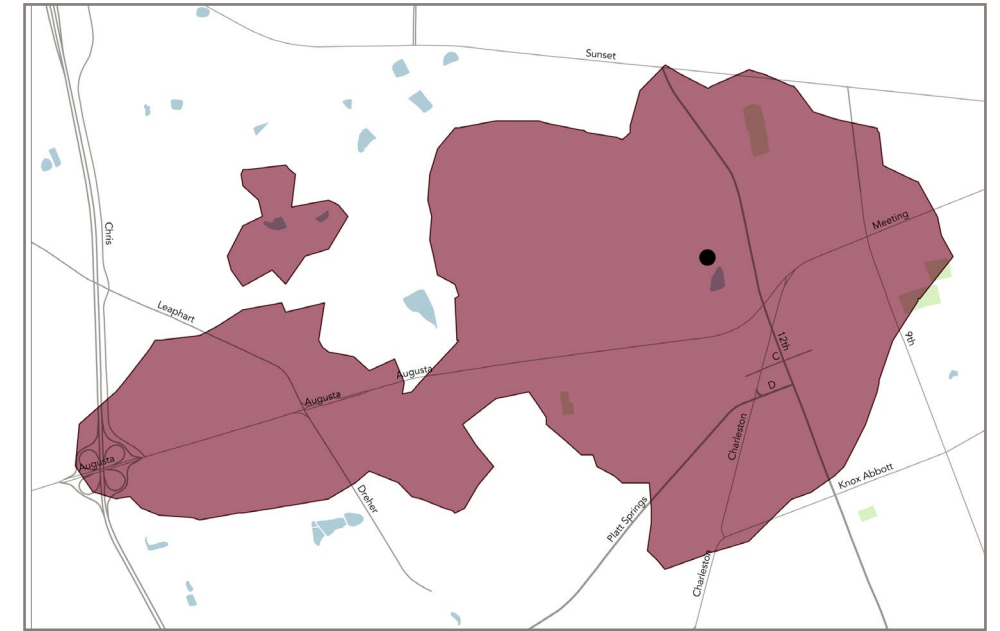 Sunset
Chris
Meeting
Leaphart
12th
9th
C
Augusta
D
Augusta
Charleston
Augusta
Knox Abbott
Dreher
Platt Springs
Charleston